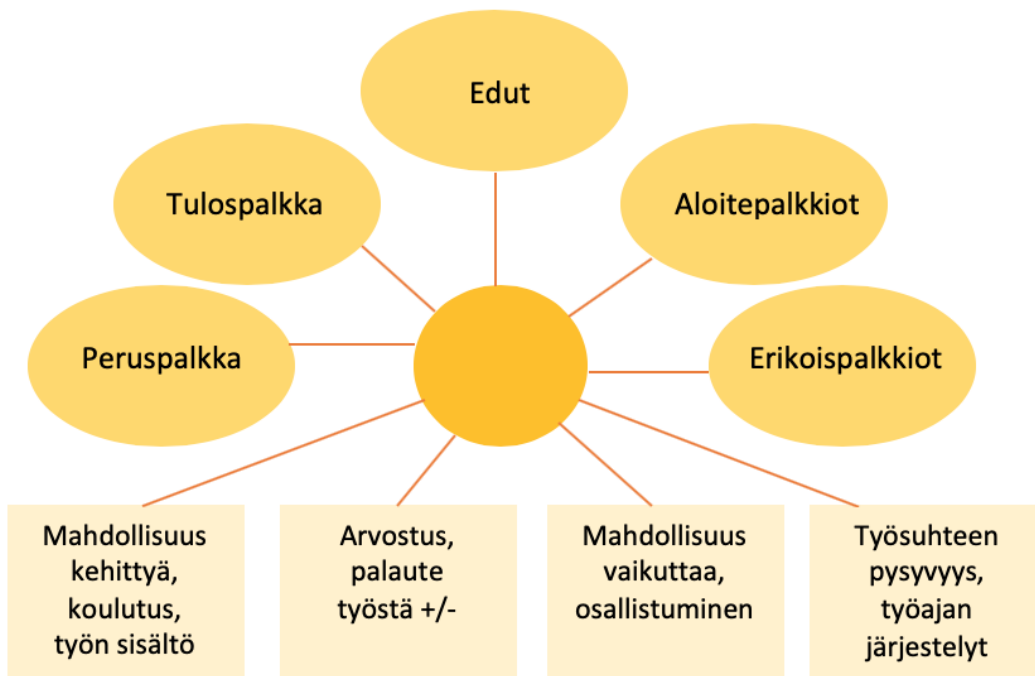 Edut
Tulospalkka
Aloitepalkkiot
Peruspalkka
Erikoispalkkiot
Mahdollisuus
kehittyä,
koulutus,
työn sisältö
Arvostus,
palaute
työstä +/-
Mahdollisuus
vaikuttaa,
osallistuminen
Työsuhteen
pysyvyys,
työajan
järjestelyt